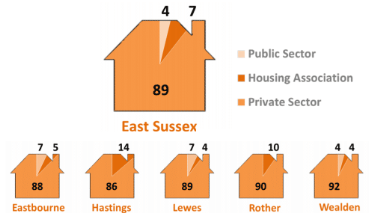 4 7
Public Sector
Housing Association
Private Sector
89
East Sussex
7 5 14 7 4 10 4 4
88 86 89 90 92
Eastbourne Hastings Lewes Rother Wealden